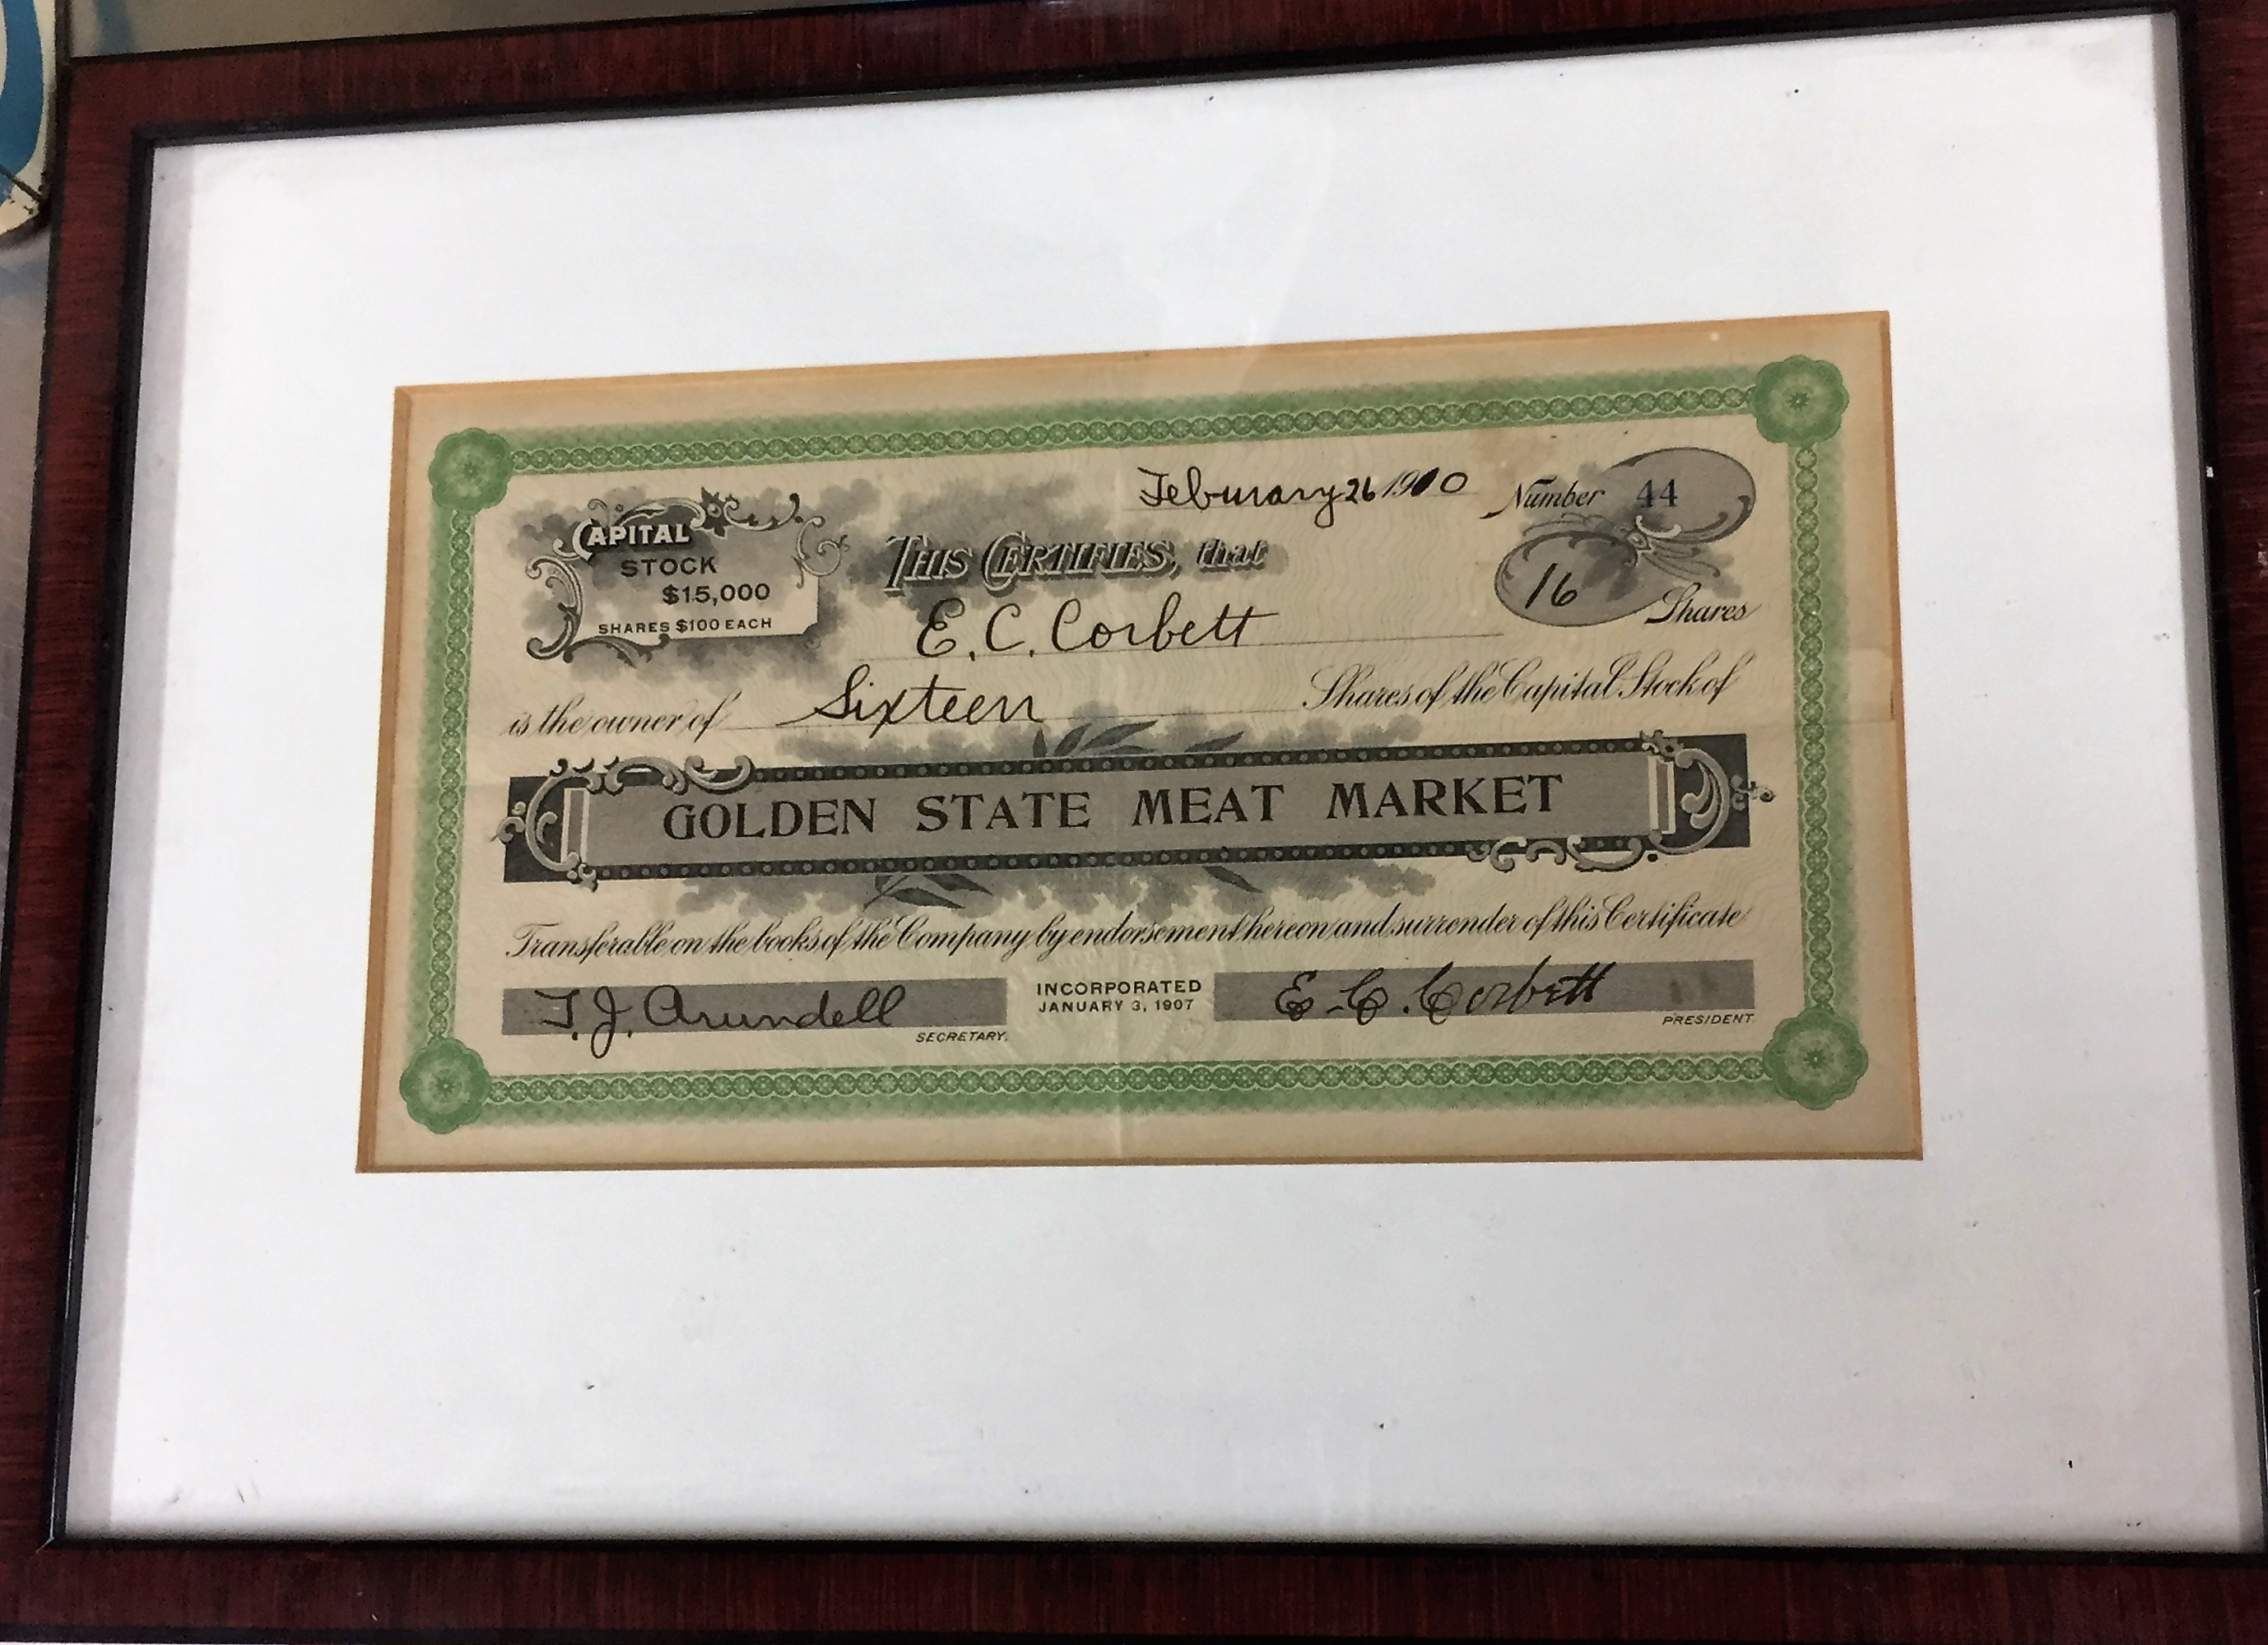 Feburary 26 1910 Number 44
CAPITAL
STOCK
$15,000
SHARES $100 EACH
THIS CERTIFIES, that
16 Shares
E. C. Corbett
is the owner of Sixteen Shares of the Capital Stock of
GOLDEN STATE MEAT MARKET
Transferable on the books of the Company by endorsement hereon and surrender of this Certificate
T. J. Arundell
SECRETARY.
INCORPORATED
JANUARY 3, 1907
E. C. Corbett
PRESIDENT